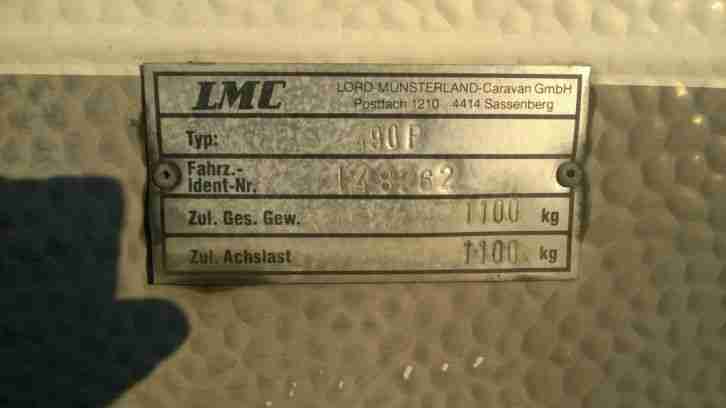 LMC LORD MÜNSTERLAND-Caravan GmbH
Postfach 1210 4414 Sassenberg
Typ:
Fahrz.-
Ident-Nr.
Zul. Ges. Gew. 1100 kg
Zul. Achslast 1100 kg